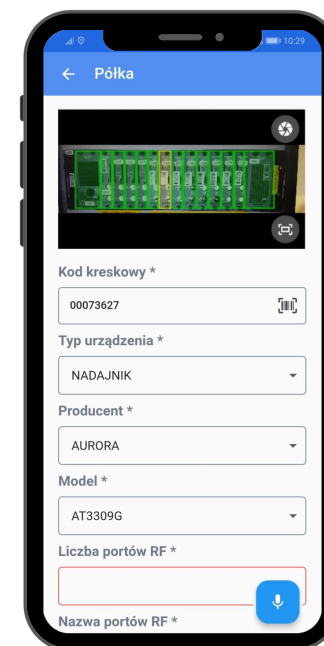 10:29
Półka
Kod kreskowy *
00073627
Typ urządzenia *
NADAJNIK
Producent *
AURORA
Model *
AT3309G
Liczba portów RF *
Nazwa portów RF *